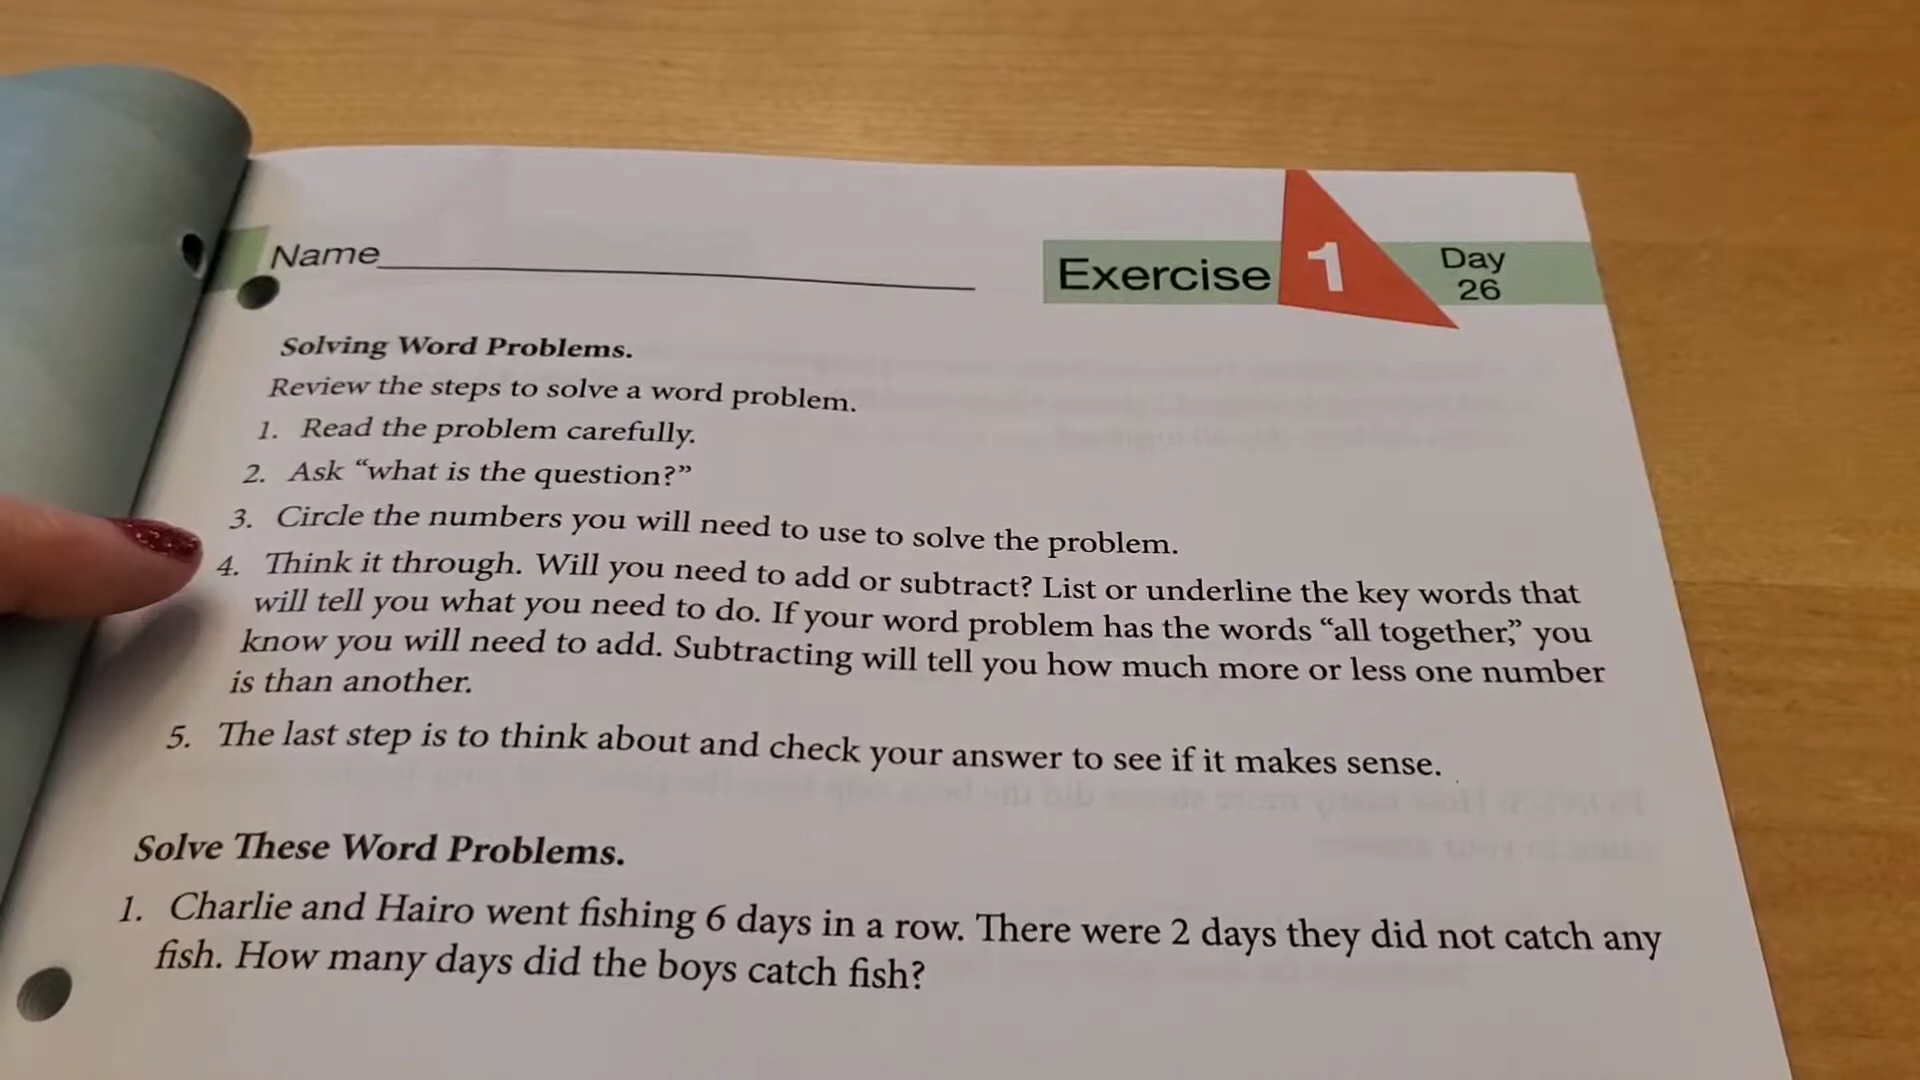 Name
Exercise 1 Day 26
Solving Word Problems.
Review the steps to solve a word problem.
1. Read the problem carefully.
2. Ask “what is the question?”
3. Circle the numbers you will need to use to solve the problem.
4. Think it through. Will you need to add or subtract? List or underline the key words that
will tell you what you need to do. If your word problem has the words “all together,” you
know you will need to add. Subtracting will tell you how much more or less one number
is than another.
5. The last step is to think about and check your answer to see if it makes sense.
Solve These Word Problems.
1. Charlie and Hairo went fishing 6 days in a row. There were 2 days they did not catch any
fish. How many days did the boys catch fish?